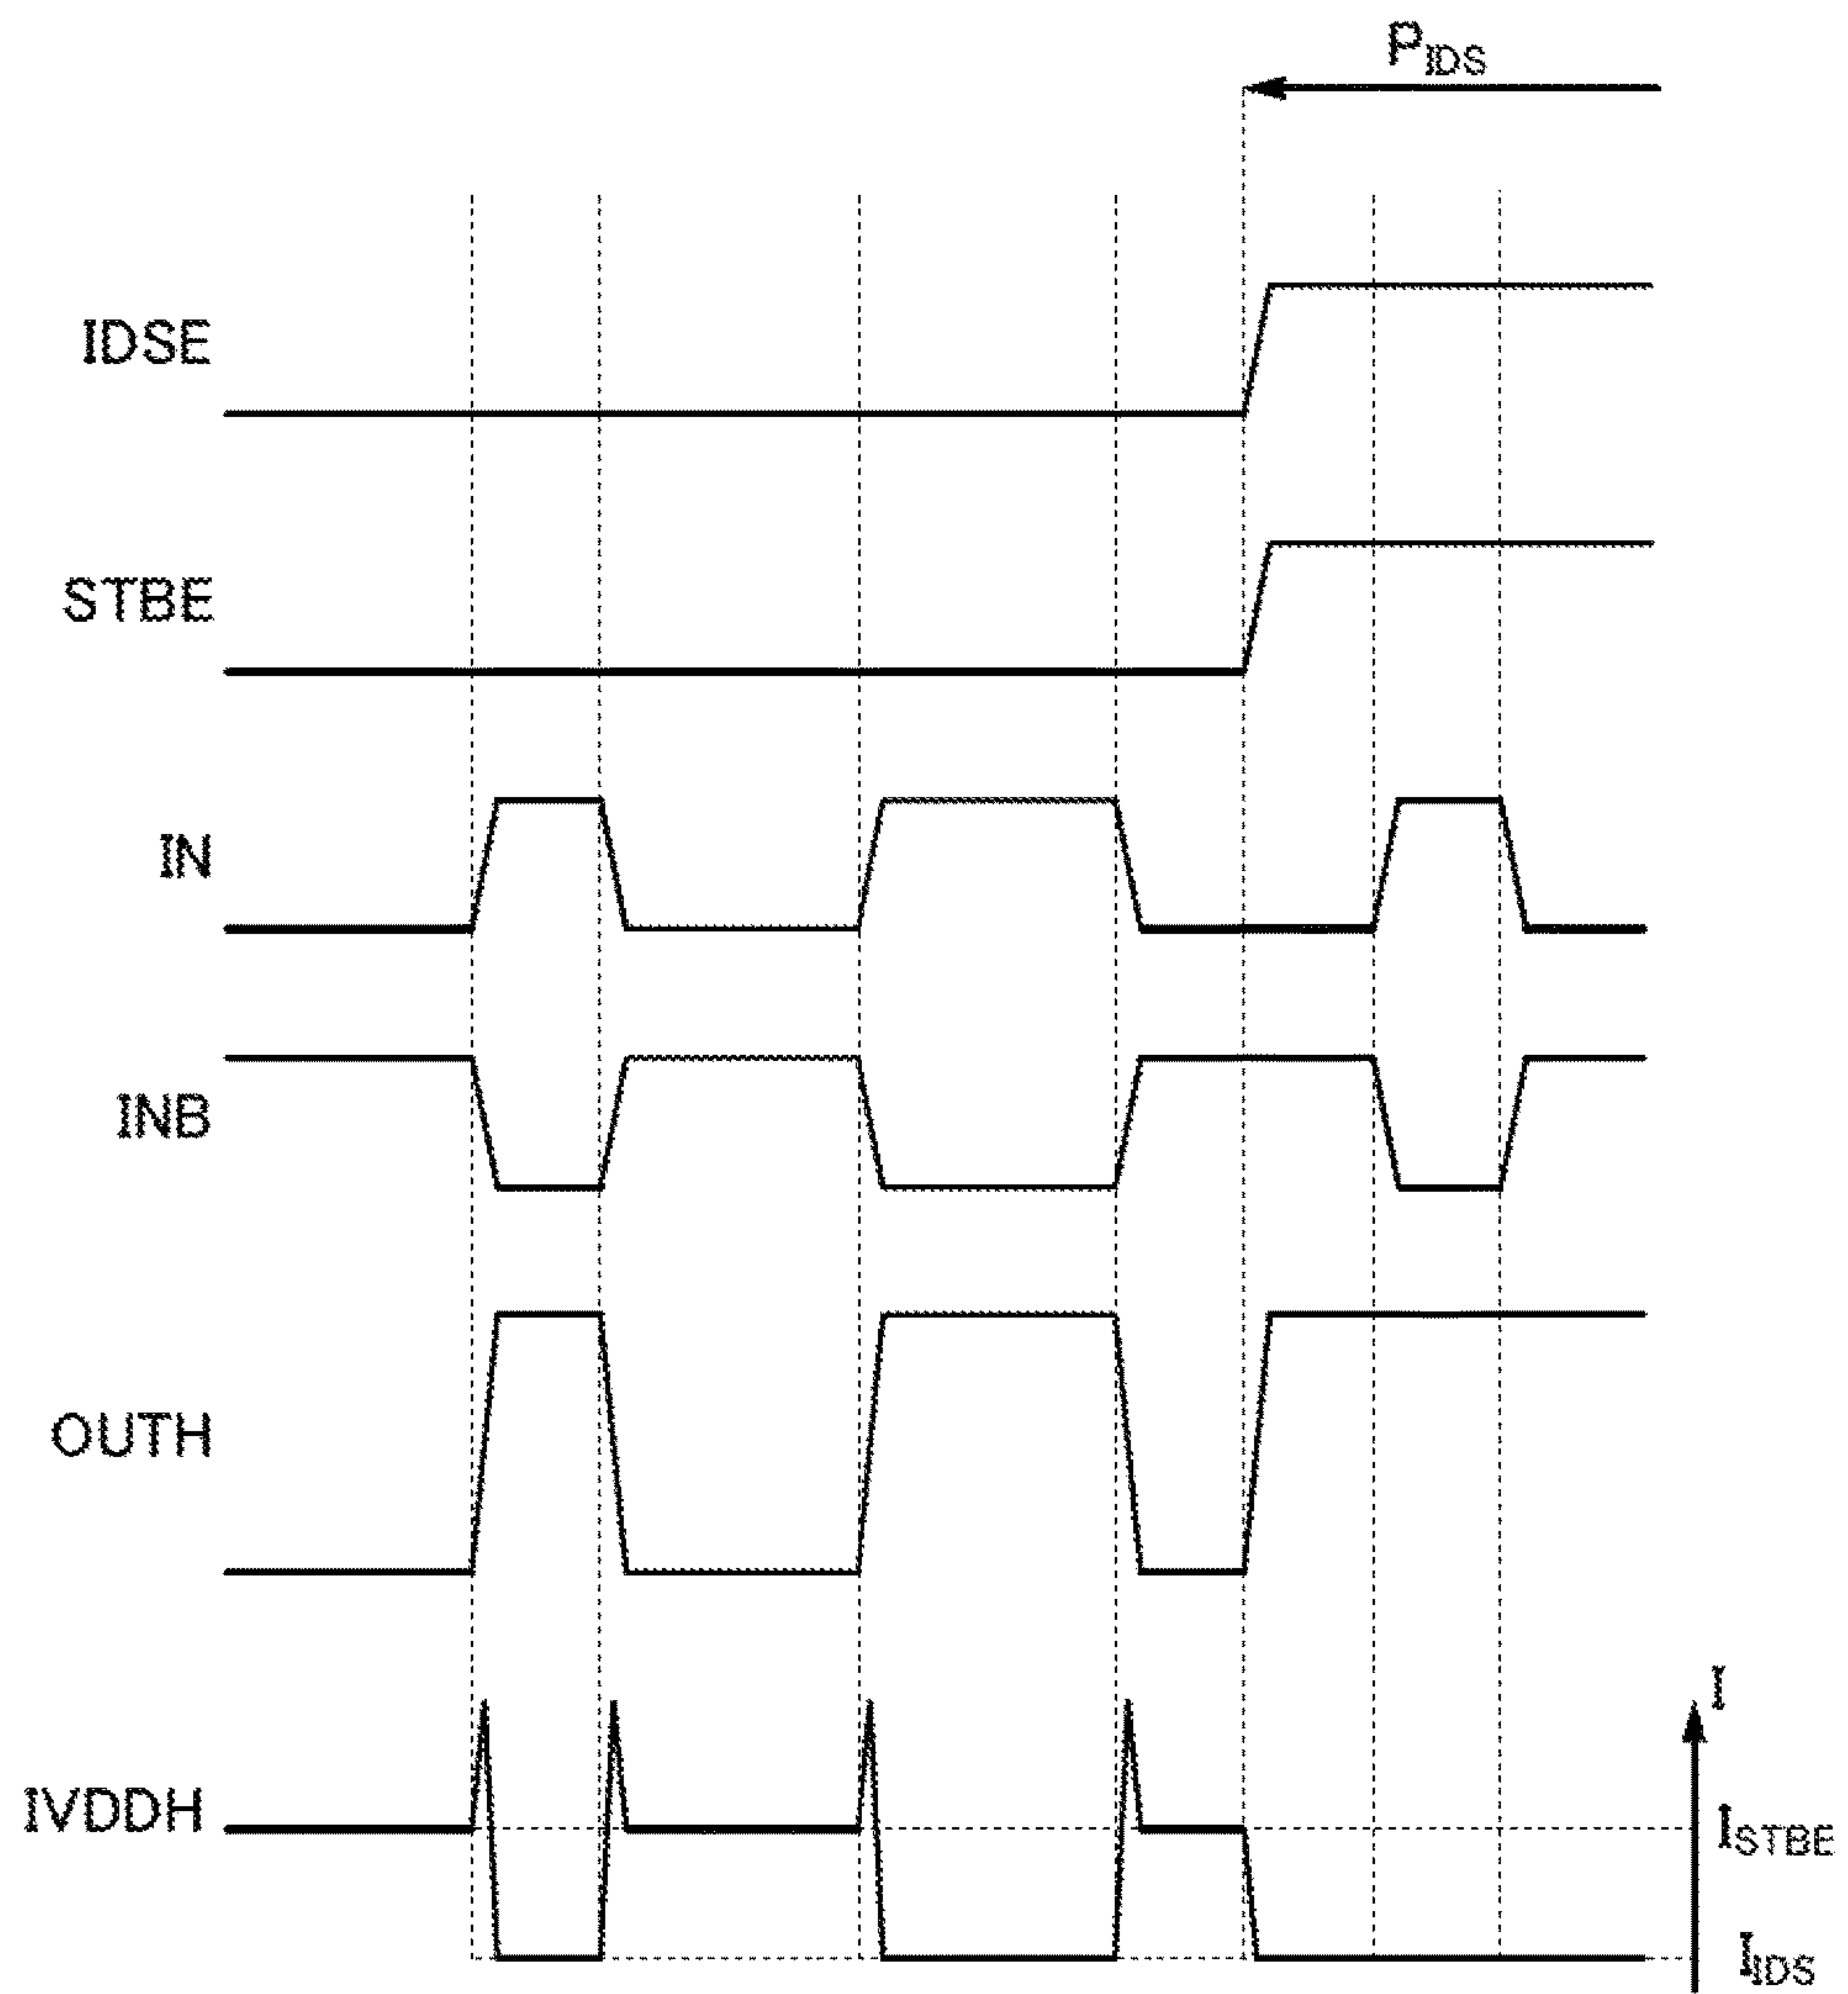 PIDS
IDSE
STBE
IN
INB
OUTH
I
IVDDH
ISTBE
IIDS